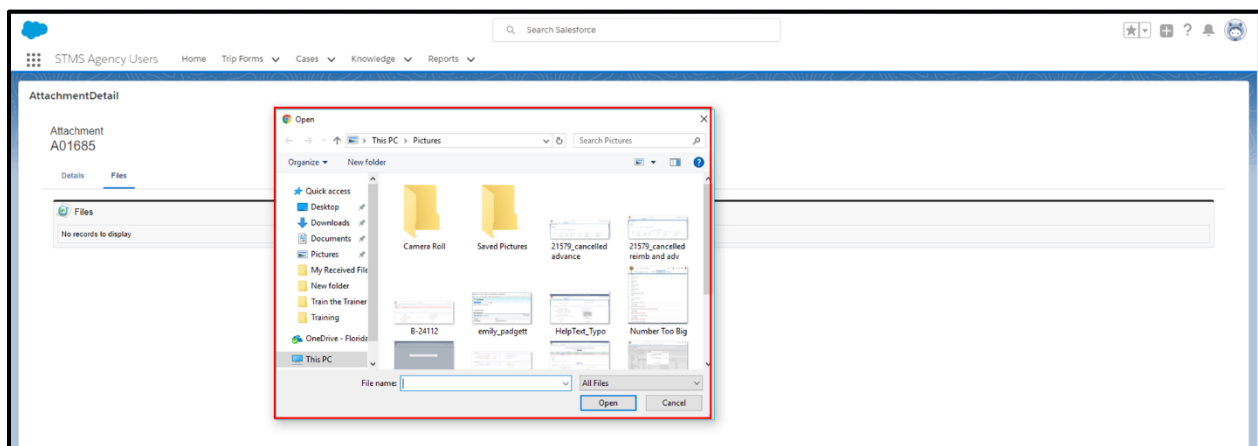 Search Salesforce
STMS Agency Users Home Trip Forms Cases Knowledge Reports
AttachmentDetail
Attachment
A01685
Details Files
Files
No records to display
Open
This PC > Pictures
Search Pictures
Organize New folder
Quick access
Desktop
Downloads
Documents
Pictures
My Received File
New folder
Train the Trainer
Training
OneDrive - Florida
This PC
Camera Roll
Saved Pictures
21579_cancelled
advance
21579_cancelled
reimb and adv
B-24112
emily_padgett
HelpText_Typo
Number Too Big
File name:
All Files
Open
Cancel